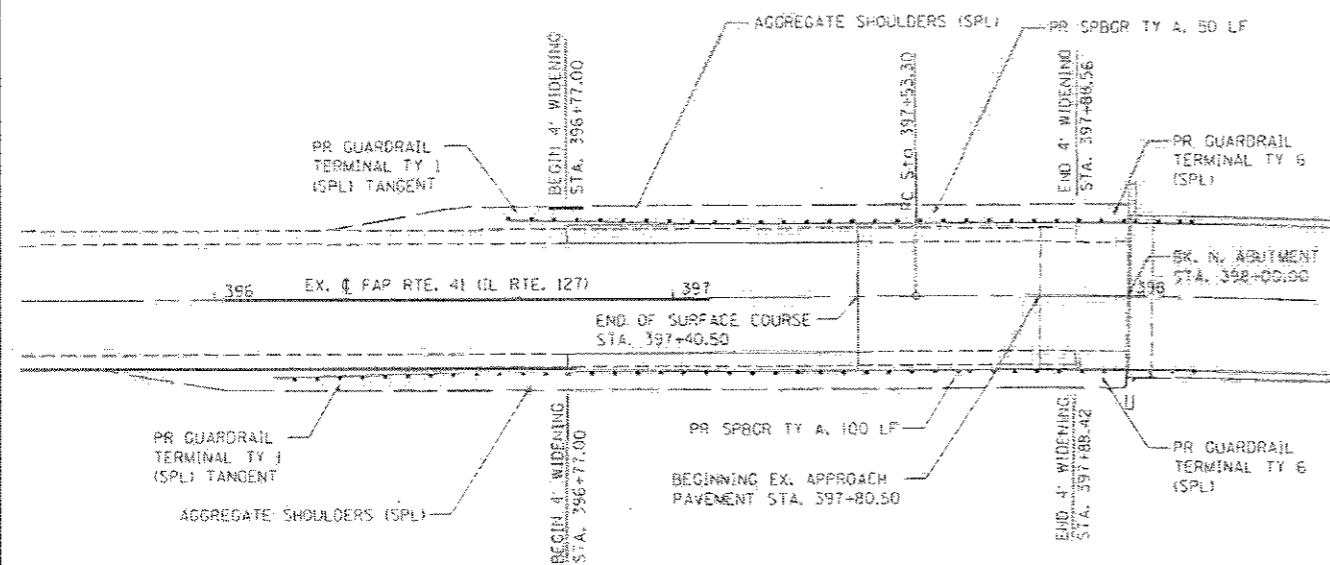 AGGREGATE SHOULDERS (SPL)
PR SPBGR TY A, 50 LF
BEGIN 4' WIDENING
STA. 396+77.00
PC Sta 397+53.30
END 4' WIDENING
STA. 397+88.56
PR GUARDRAIL
TERMINAL TY 1
(SPL) TANGENT
PR GUARDRAIL
TERMINAL TY 6
(SPL)
BK. N. ABUTMENT
STA. 398+00.00
396
EX. ℄ FAP RTE. 41 (IL RTE. 127)
397
398
END OF SURFACE COURSE
STA. 397+40.50
PR GUARDRAIL
TERMINAL TY 1
(SPL) TANGENT
AGGREGATE SHOULDERS (SPL)
BEGIN 4' WIDENING
STA. 396+77.00
PR SPBGR TY A, 100 LF
BEGINNING EX. APPROACH
PAVEMENT STA. 397+80.50
END 4' WIDENING
STA. 397+88.42
PR GUARDRAIL
TERMINAL TY 6
(SPL)